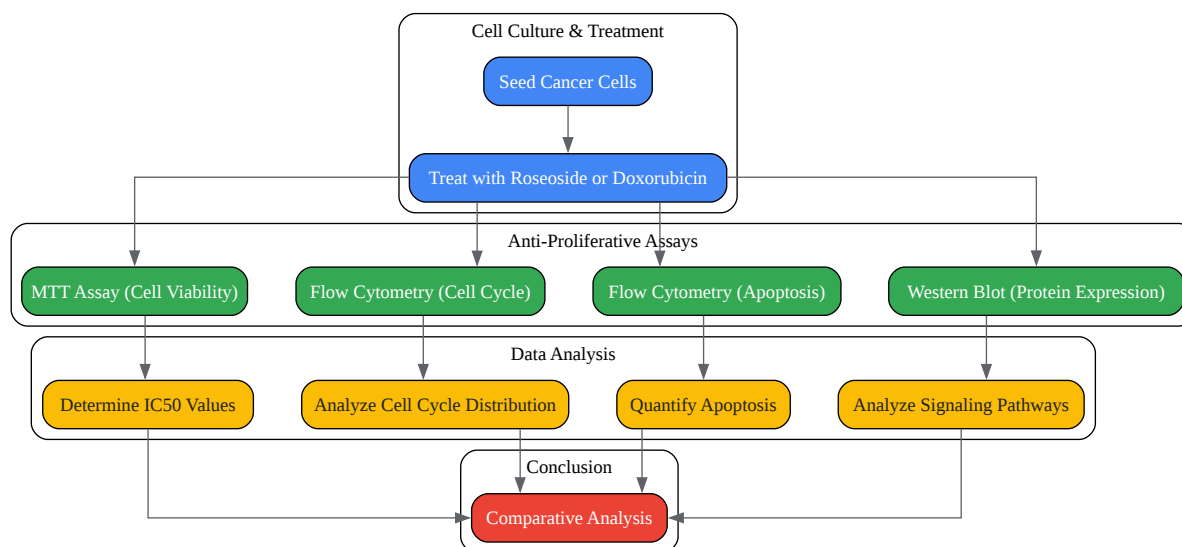 Cell Culture & Treatment
Seed Cancer Cells
Treat with Roseoside or Doxorubicin
Anti-Proliferative Assays
MTT Assay (Cell Viability)
Flow Cytometry (Cell Cycle)
Flow Cytometry (Apoptosis)
Western Blot (Protein Expression)
Data Analysis
Determine IC50 Values
Analyze Cell Cycle Distribution
Quantify Apoptosis
Analyze Signaling Pathways
Conclusion
Comparative Analysis